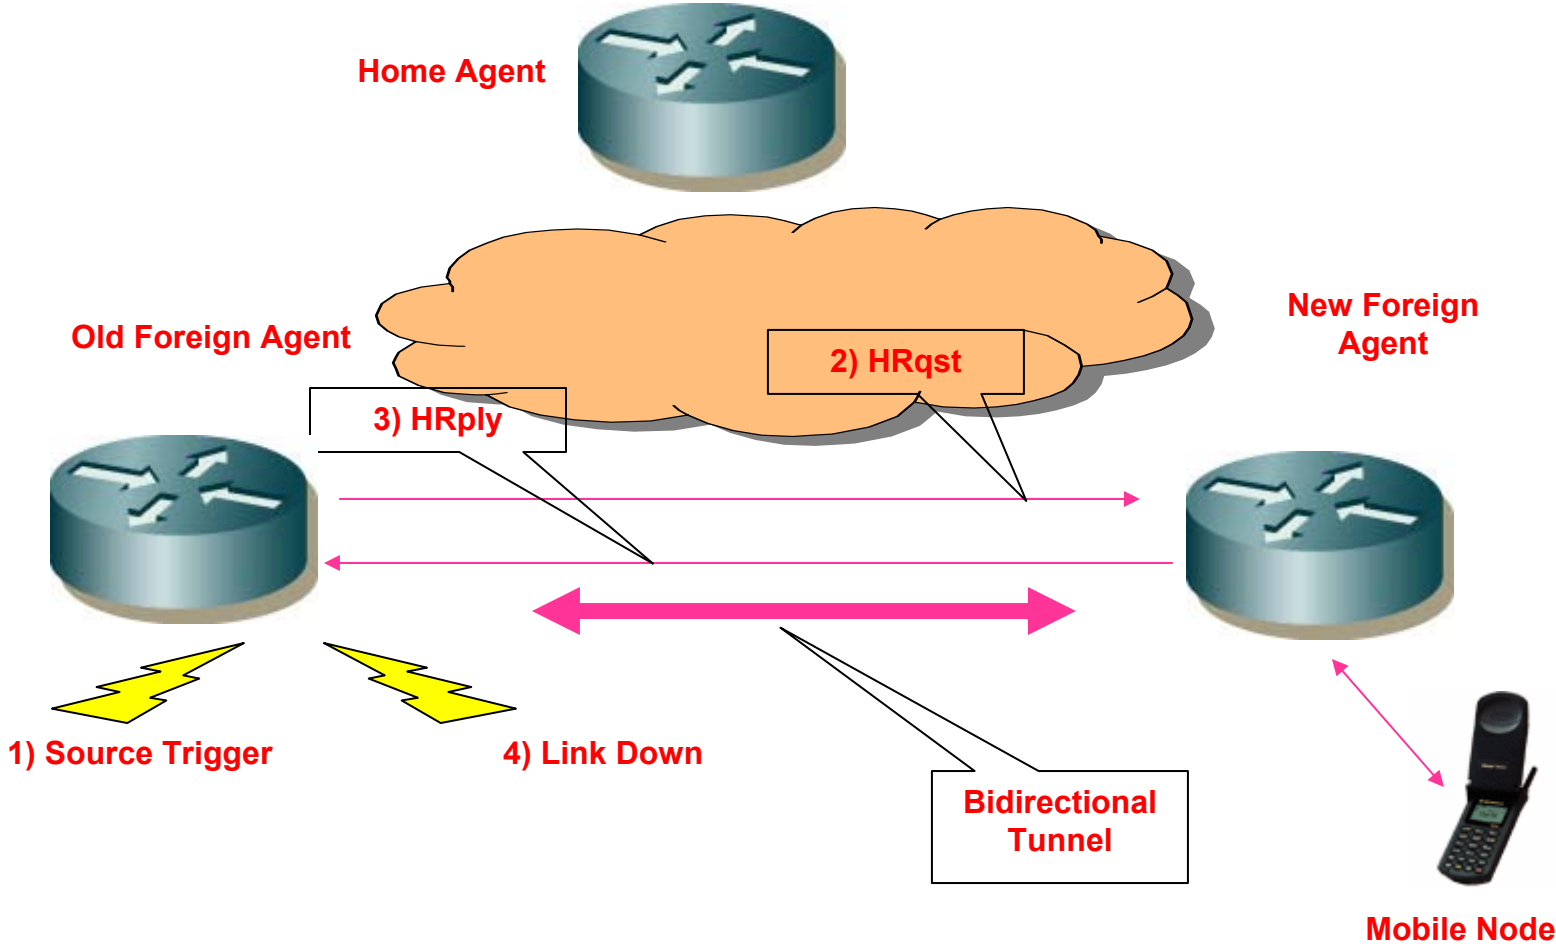 Home Agent
Old Foreign Agent
New Foreign
Agent
2) HRqst
3) HRply
1) Source Trigger
4) Link Down
Bidirectional
Tunnel
Mobile Node